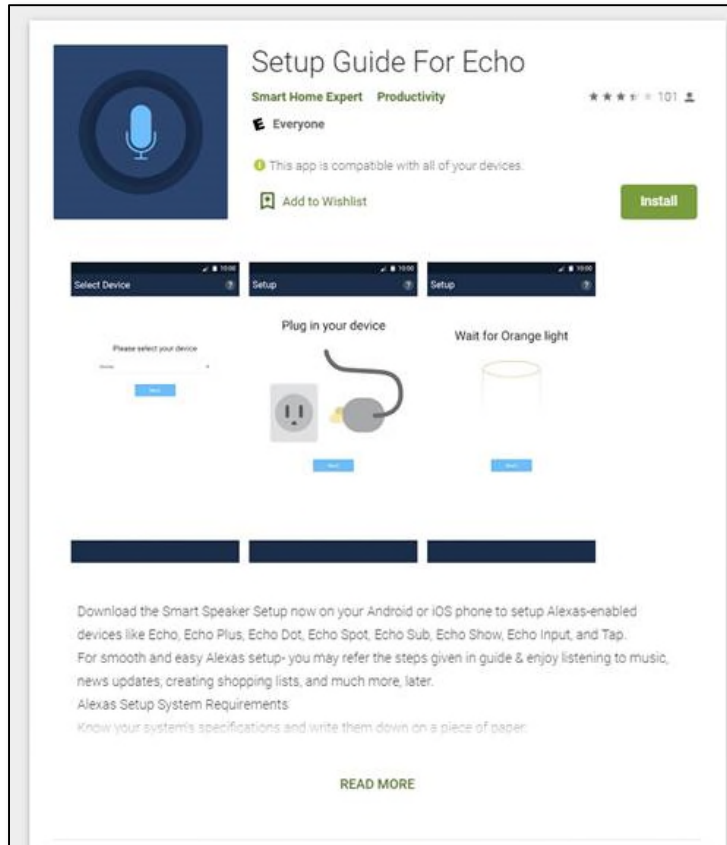 Setup Guide For Echo
Smart Home Expert Productivity 101
E Everyone
This app is compatible with all of your devices.
Add to Wishlist
Install
10:00
Select Device ?
Please select your device
10:00
Setup ?
Plug in your device
10:00
Setup
Wait for Orange light
Download the Smart Speaker Setup now on your Android or iOS phone to setup Alexas-enabled
devices like Echo, Echo Plus, Echo Dot, Echo Spot, Echo Sub, Echo Show, Echo Input, and Tap.
For smooth and easy Alexas setup- you may refer the steps given in guide & enjoy listening to music,
news updates, creating shopping lists, and much more, later.
Alexas Setup System Requirements
Know your system's specifications and write them down on a piece of paper:
READ MORE